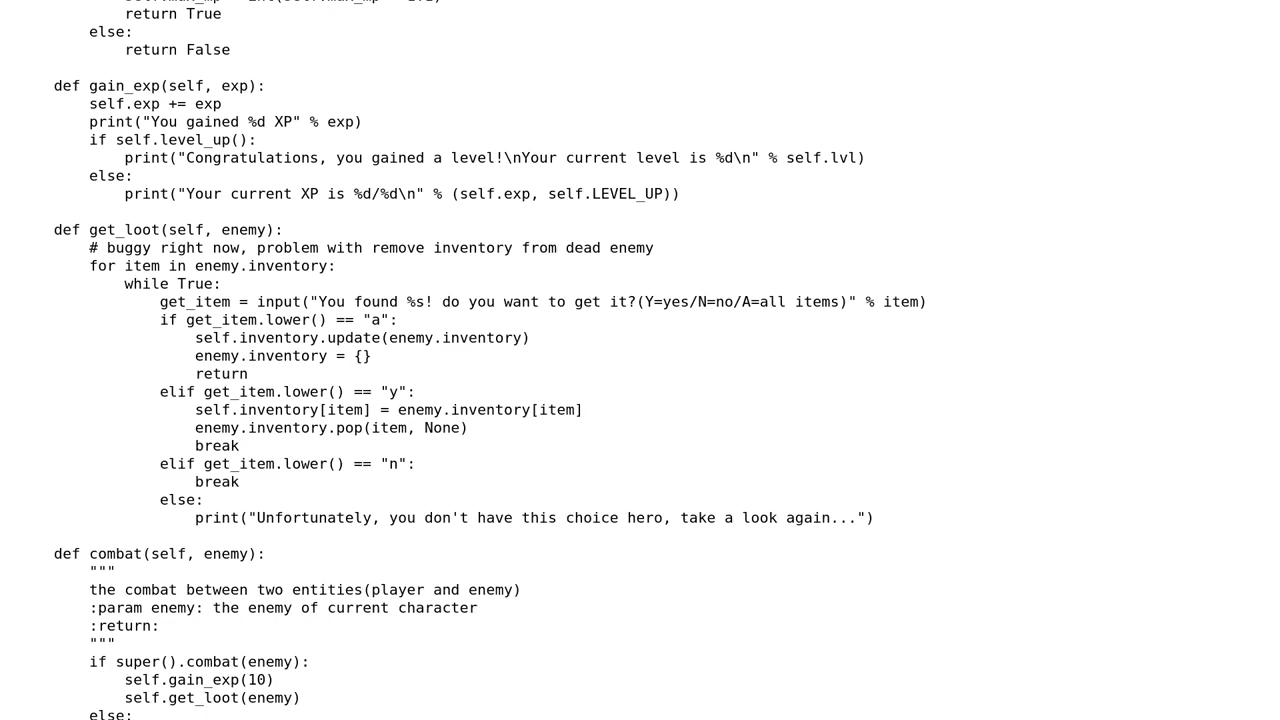 return True
else:
return False
def gain_exp(self, exp):
self.exp += exp
print("You gained %d XP" % exp)
if self.level_up():
print("Congratulations, you gained a level!\nYour current level is %d\n" % self.lvl)
else:
print("Your current XP is %d/%d\n" % (self.exp, self.LEVEL_UP))
def get_loot(self, enemy):
# buggy right now, problem with remove inventory from dead enemy
for item in enemy.inventory:
while True:
get_item = input("You found %s! do you want to get it?(Y=yes/N=no/A=all items)" % item)
if get_item.lower() == "a":
self.inventory.update(enemy.inventory)
enemy.inventory = {}
return
elif get_item.lower() == "y":
self.inventory[item] = enemy.inventory[item]
enemy.inventory.pop(item, None)
break
elif get_item.lower() == "n":
break
else:
print("Unfortunately, you don't have this choice hero, take a look again...")
def combat(self, enemy):
"""
the combat between two entities(player and enemy)
:param enemy: the enemy of current character
:return:
"""
if super().combat(enemy):
self.gain_exp(10)
self.get_loot(enemy)
else: